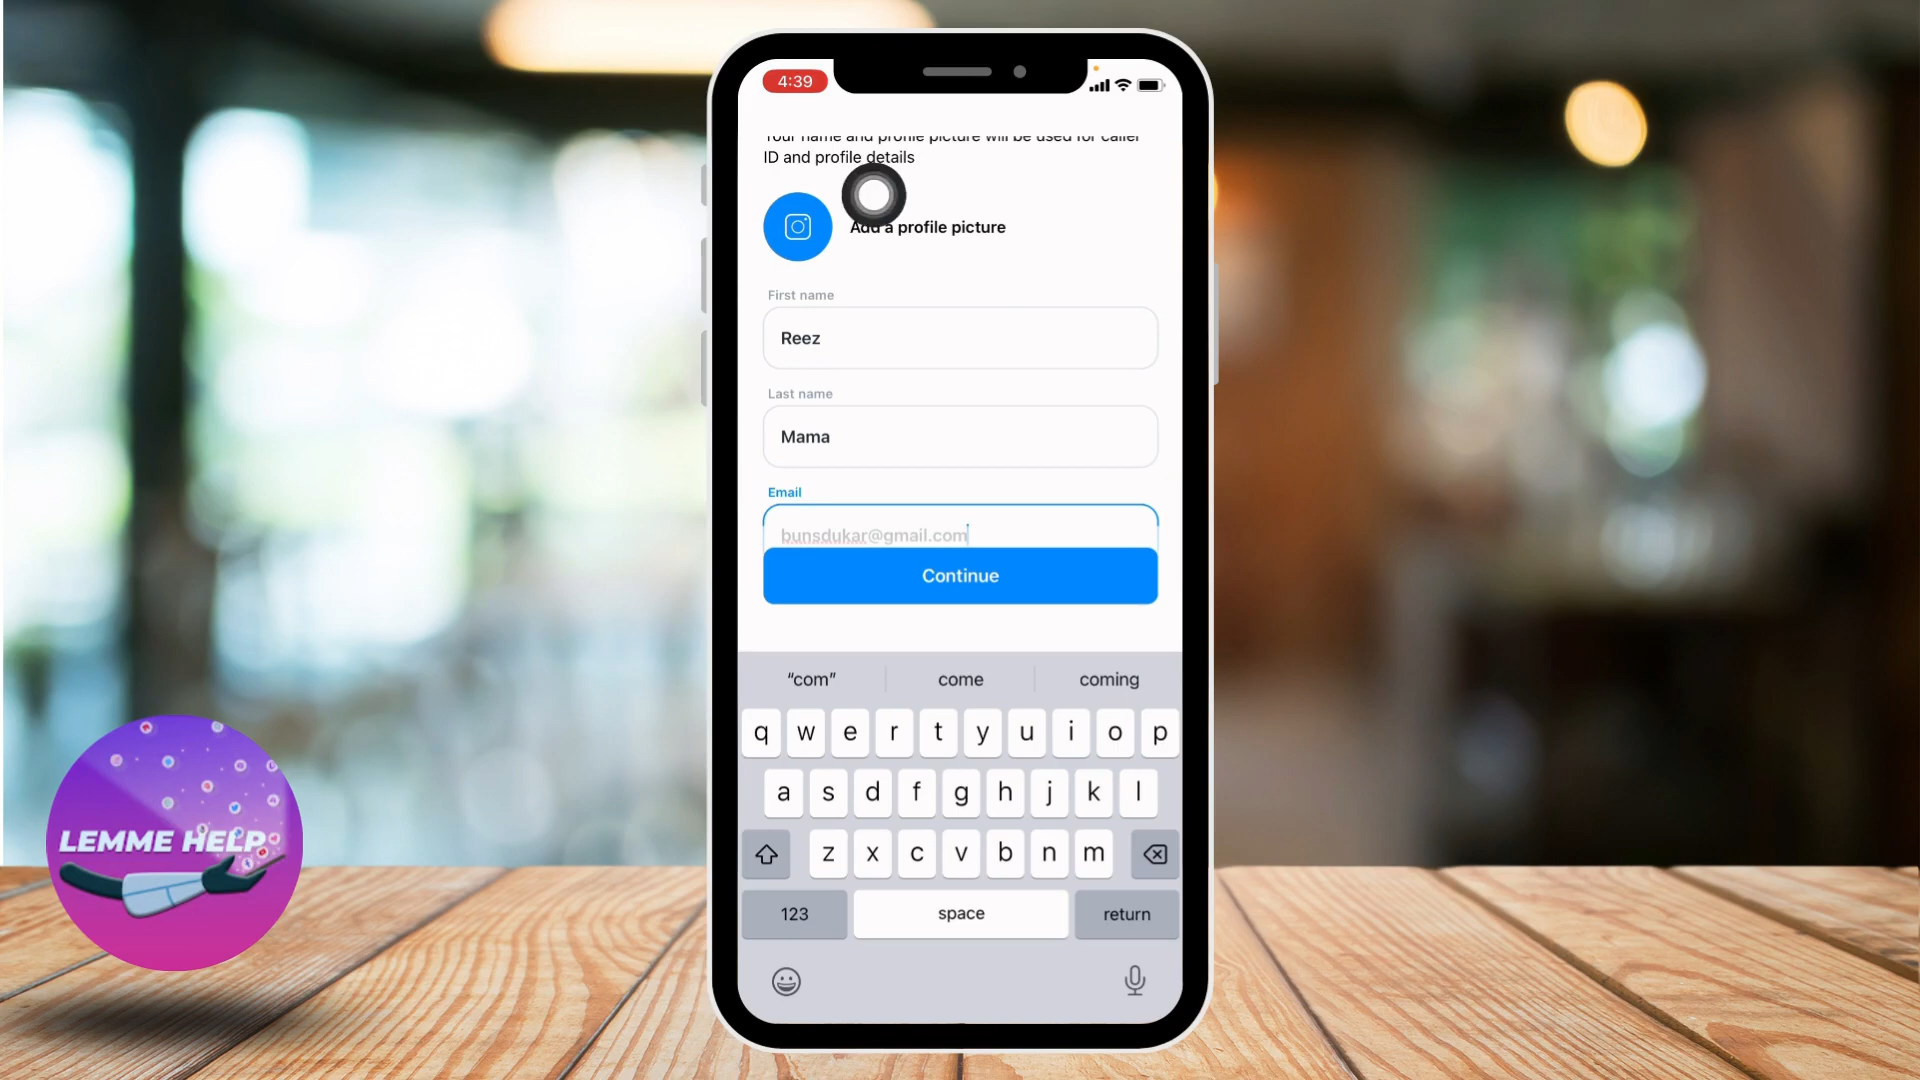 4:39
Your name and profile picture will be used for caller
ID and profile details
Add a profile picture
First name
Reez
Last name
Mama
Email
bunsdukar@gmail.com
Continue
“com” come coming
q w e r t y u i o p
a s d f g h j k l
z x c v b n m
123 space return
LEMME HELP